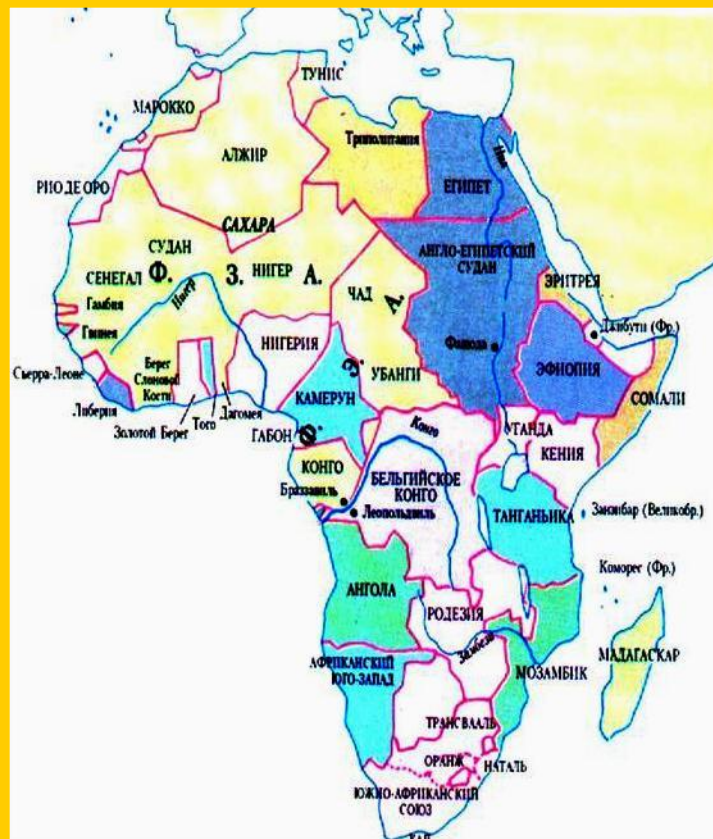 ТУНИС
МАРОККО
Триполитания
АЛЖИР
Нил
ЕГИПЕТ
РИО ДЕ ОРО
САХАРА
СУДАН
АНГЛО-ЕГИПЕТСКИЙ
СУДАН
СЕНЕГАЛ
Ф. З. НИГЕР А.
ЧАД
А.
ЭРИТРЕЯ
Гамбия
Нигер
Гвинея
Джибути (Фр.)
НИГЕРИЯ
Фашода
Сьерра-Леоне
Берег
Слоновой
Кости
Э.
УБАНГИ
ЭФИОПИЯ
КАМЕРУН
СОМАЛИ
Либерия
Золотой Берег
Того
Дагомея
ГАБОН
Ф.
Конго
УГАНДА
КЕНИЯ
КОНГО
БЕЛЬГИЙСКОЕ
КОНГО
Браззавиль
Леопольдвиль
ТАНГАНЬИКА
Занзибар (Великобр.)
Коморес (Фр.)
АНГОЛА
РОДЕЗИЯ
Замбези
МОЗАМБИК
МАДАГАСКАР
АФРИКАНСКИЙ
ЮГО-ЗАПАД
ТРАНСВААЛЬ
ОРАНЖ
НАТАЛЬ
ЮЖНО-АФРИКАНСКИЙ
СОЮЗ